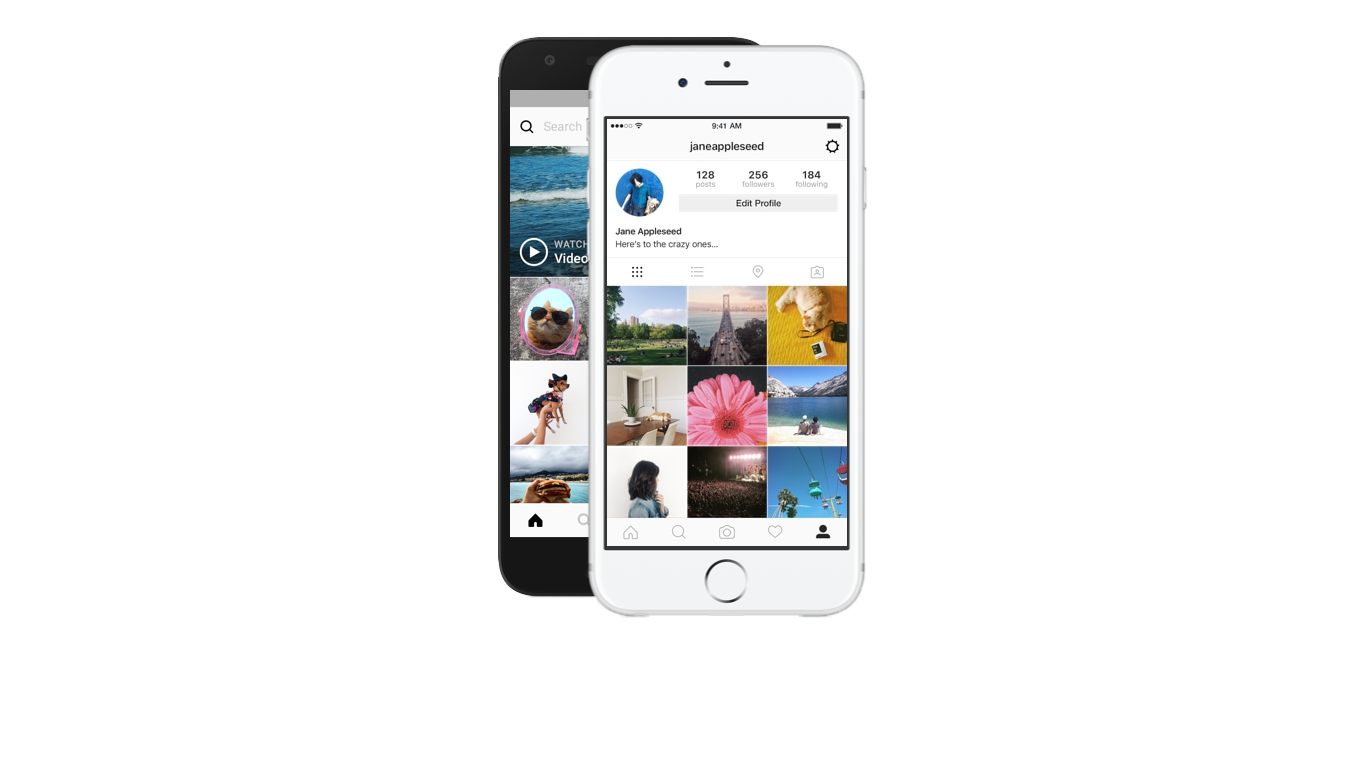 Search
WATCH
Video
9:41 AM
janeappleseed
128 256 184
posts followers following
Edit Profile
Jane Appleseed
Here's to the crazy ones...